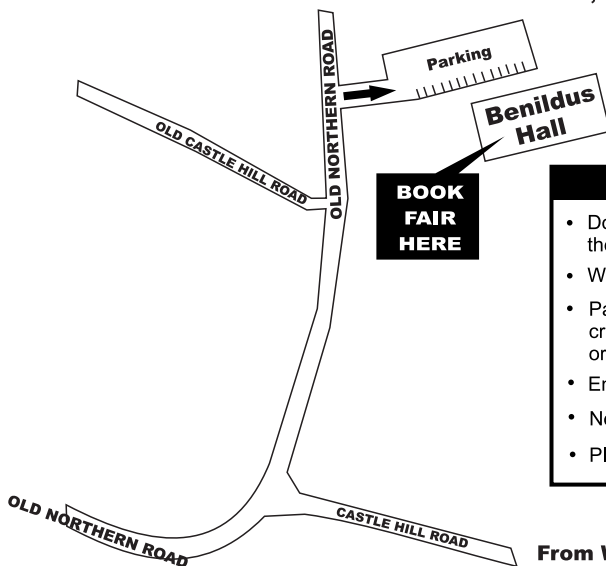 Parking
OLD NORTHERN ROAD
Benildus
Hall
OLD CASTLE HILL ROAD
BOOK
FAIR
HERE
•
•
•
•
•
•
OLD NORTHERN ROAD
CASTLE HILL ROAD
From